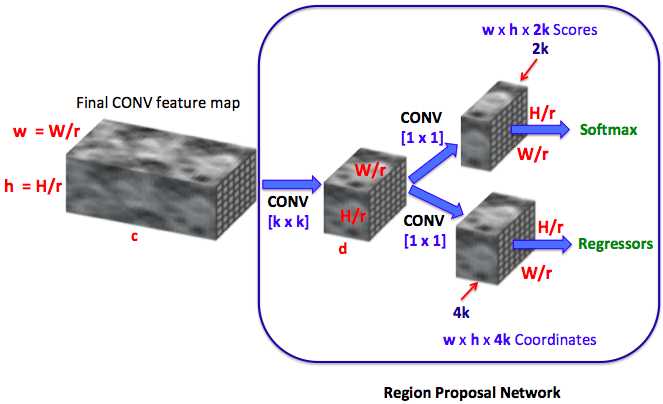 w x h x 2k Scores
2k
Final CONV feature map
w = W/r
h = H/r
c
CONV
[k x k]
W/r
H/r
d
CONV
[1 x 1]
H/r
W/r
Softmax
CONV
[1 x 1]
H/r
W/r
Regressors
4k
w x h x 4k Coordinates
Region Proposal Network